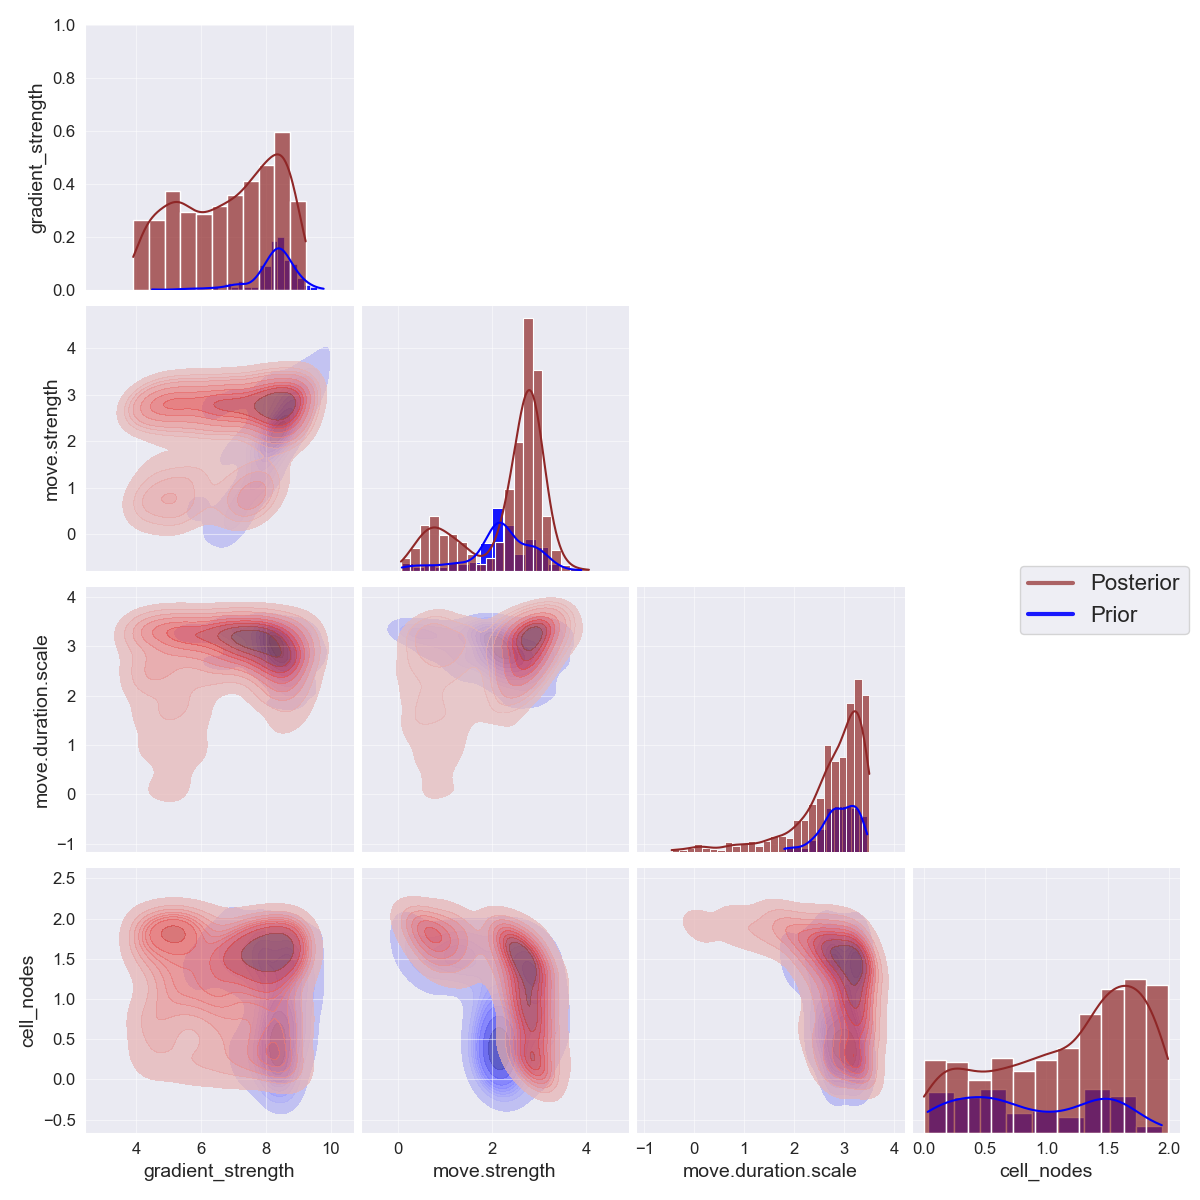 1.0
0.8
0.6
0.4
0.2
0.0
gradient_strength
4
3
2
1
0
move.strength
4
3
2
1
0
−1
move.duration.scale
Posterior
Prior
2.5
2.0
1.5
1.0
0.5
0.0
−0.5
cell_nodes
4 6 8 10
gradient_strength
0 2 4
move.strength
−1 0 1 2 3 4
move.duration.scale
0.0 0.5 1.0 1.5 2.0
cell_nodes